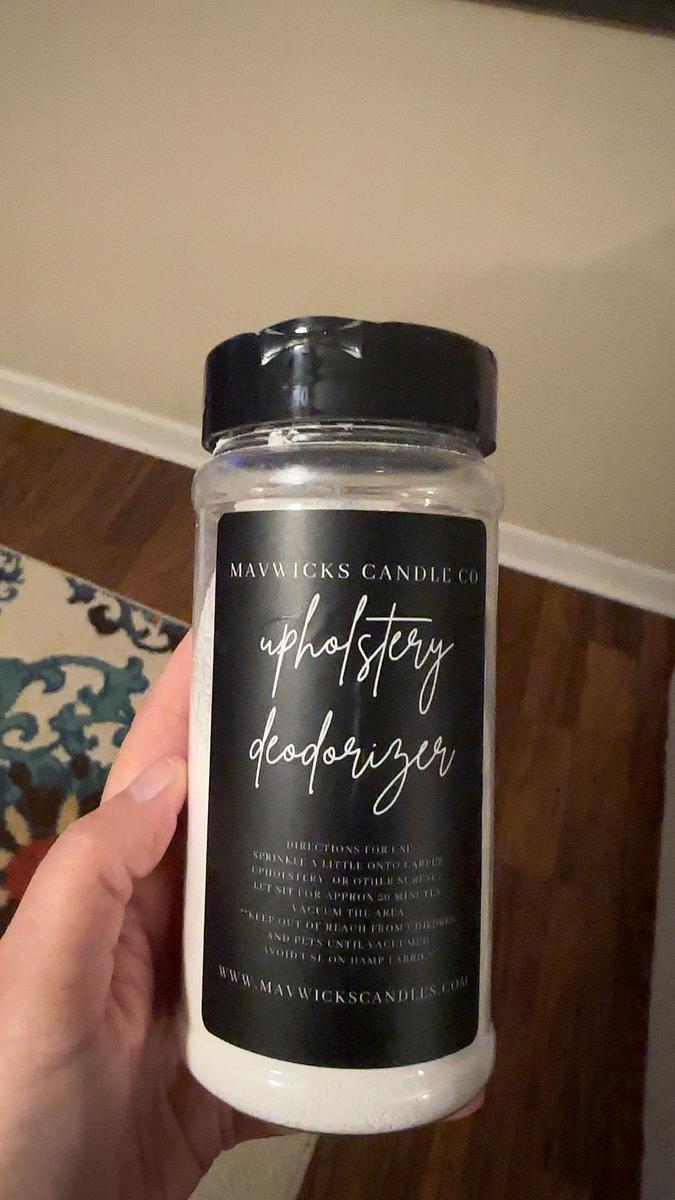 MAVWICKS CANDLE CO
upholstery
deodorizer
DIRECTIONS FOR USE
SPRINKLE A LITTLE ONTO CARPET
UPHOLSTERY OR OTHER SURFACE
LET SIT FOR APPROX 20 MINUTES
VACUUM THE AREA
**KEEP OUT OF REACH FROM CHILDREN
AND PETS UNTIL VACUUMED
AVOID USE ON DAMP FABRIC
WWW.MAVWICKSCANDLES.COM